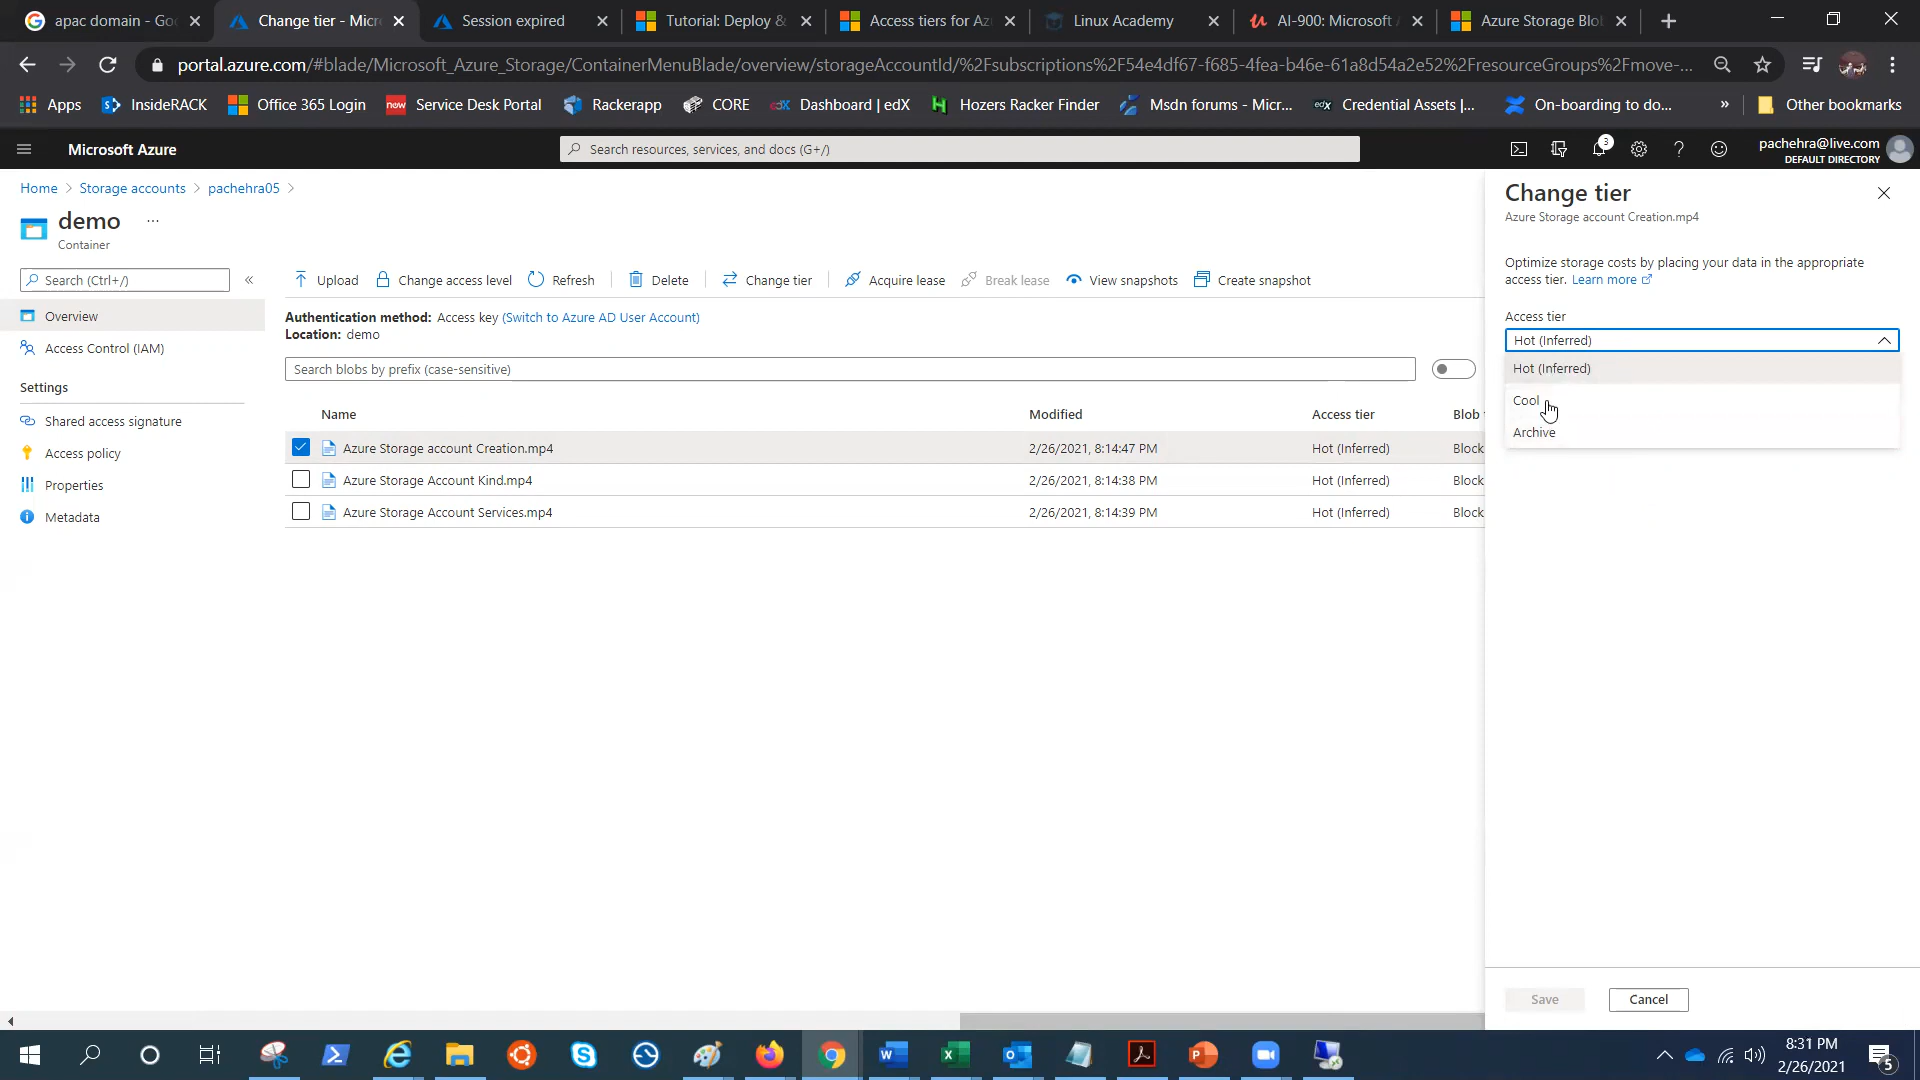 apac domain - Go
Change tier - Micr
Session expired
Tutorial: Deploy &
Access tiers for Az
Linux Academy
AI-900: Microsoft
Azure Storage Blo
portal.azure.com/#blade/Microsoft_Azure_Storage/ContainerMenuBlade/overview/storageAccountId/%2Fsubscriptions%2F54e4df67-f685-4fea-b46e-61a8d54a2e52%2FresourceGroups%2Fmove-...
Apps
InsideRACK
Office 365 Login
now
Service Desk Portal
Rackerapp
CORE
edX
Dashboard | edX
Hozers Racker Finder
Msdn forums - Micr...
edx
Credential Assets |...
On-boarding to do...
»
Other bookmarks
Microsoft Azure
Search resources, services, and docs (G+/)
3
pachehra@live.com
DEFAULT DIRECTORY
Home > Storage accounts > pachehra05 >
demo ...
Container
Search (Ctrl+/)
«
Overview
Access Control (IAM)
Settings
Shared access signature
Access policy
Properties
Metadata
Upload
Change access level
Refresh
Delete
Change tier
Acquire lease
Break lease
View snapshots
Create snapshot
Authentication method: Access key (Switch to Azure AD User Account)
Location: demo
Search blobs by prefix (case-sensitive)
Name Modified Access tier Blob
Azure Storage account Creation.mp4 2/26/2021, 8:14:47 PM Hot (Inferred) Block
Azure Storage Account Kind.mp4 2/26/2021, 8:14:38 PM Hot (Inferred) Block
Azure Storage Account Services.mp4 2/26/2021, 8:14:39 PM Hot (Inferred) Block
Change tier
Azure Storage account Creation.mp4
Optimize storage costs by placing your data in the appropriate
access tier. Learn more
Access tier
Hot (Inferred)
Hot (Inferred)
Cool
Archive
Save
Cancel
8:31 PM
2/26/2021
5